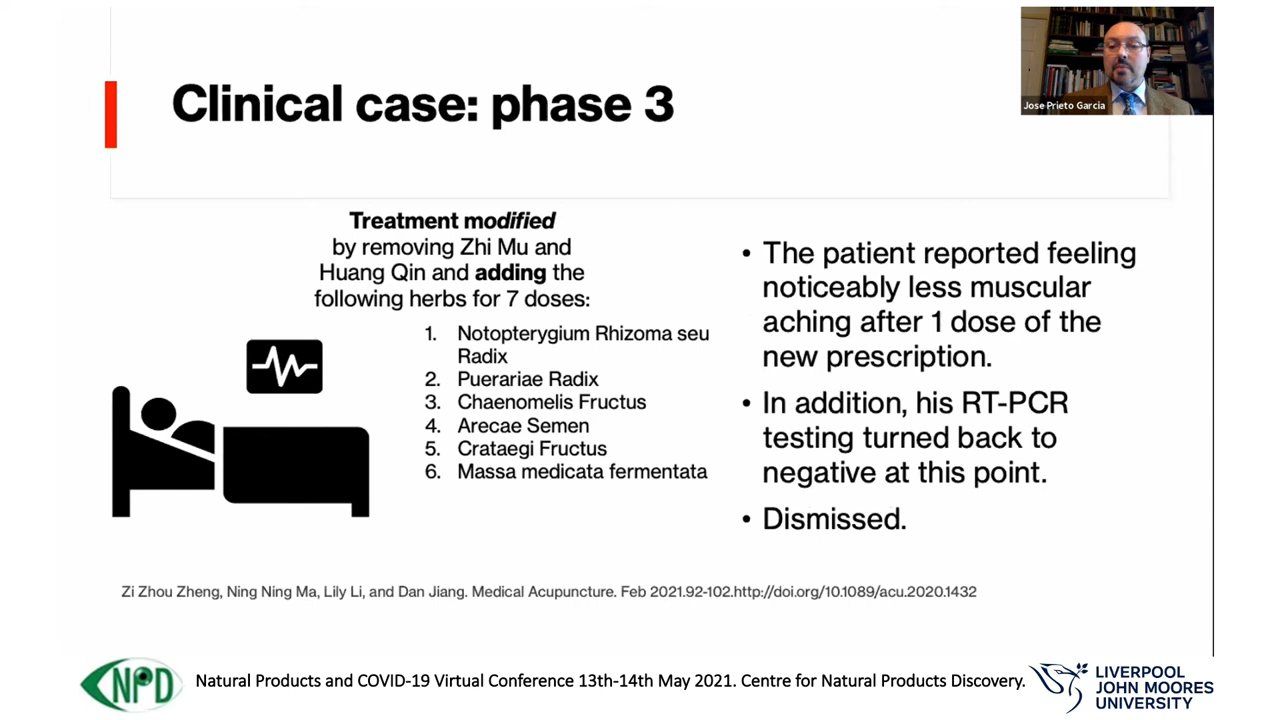 Jose Prieto Garcia
Clinical case: phase 3
Treatment modified
by removing Zhi Mu and
Huang Qin and adding the
following herbs for 7 doses:
1. Notopterygium Rhizoma seu
Radix
2. Puerariae Radix
3. Chaenomelis Fructus
4. Arecae Semen
5. Crataegi Fructus
6. Massa medicata fermentata
• The patient reported feeling
noticeably less muscular
aching after 1 dose of the
new prescription.
• In addition, his RT-PCR
testing turned back to
negative at this point.
• Dismissed.
Zi Zhou Zheng, Ning Ning Ma, Lily Li, and Dan Jiang. Medical Acupuncture. Feb 2021.92-102.http://doi.org/10.1089/acu.2020.1432
NPD
Natural Products and COVID-19 Virtual Conference 13th-14th May 2021. Centre for Natural Products Discovery.
LIVERPOOL
JOHN MOORES
UNIVERSITY